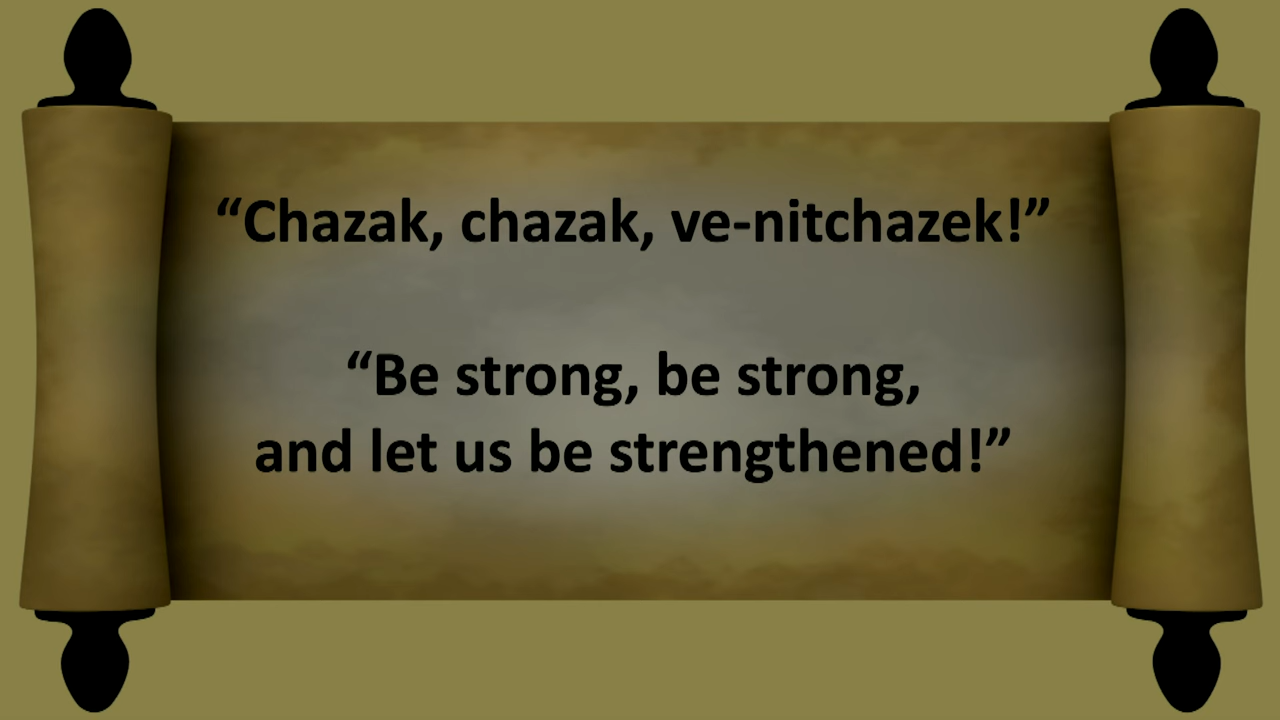 “Chazak, chazak, ve-nitchazek!”
“Be strong, be strong,
and let us be strengthened!”